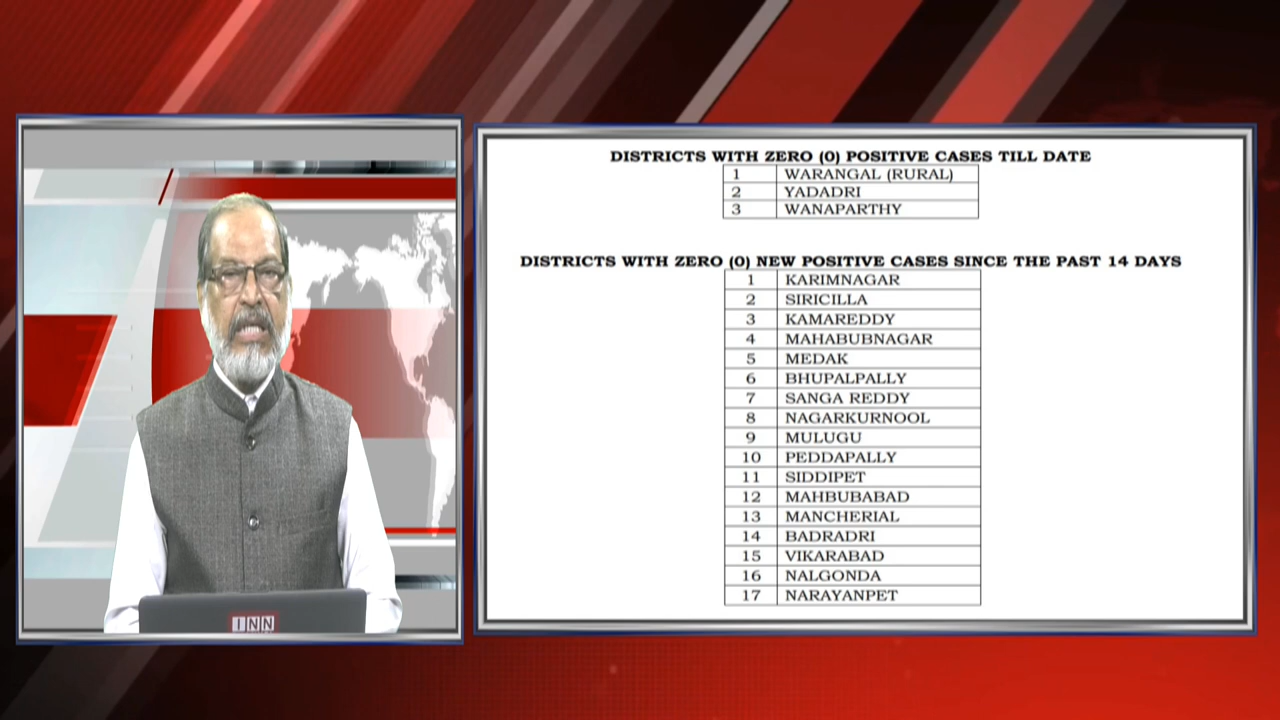 DISTRICTS WITH ZERO (0) POSITIVE CASES TILL DATE
1 WARANGAL (RURAL)
2 YADADRI
3 WANAPARTHY
DISTRICTS WITH ZERO (0) NEW POSITIVE CASES SINCE THE PAST 14 DAYS
1 KARIMNAGAR
2 SIRICILLA
3 KAMAREDDY
4 MAHABUBNAGAR
5 MEDAK
6 BHUPALPALLY
7 SANGA REDDY
8 NAGARKURNOOL
9 MULUGU
10 PEDDAPALLY
11 SIDDIPET
12 MAHBUBABAD
13 MANCHERIAL
14 BADRADRI
15 VIKARABAD
16 NALGONDA
17 NARAYANPET
INN